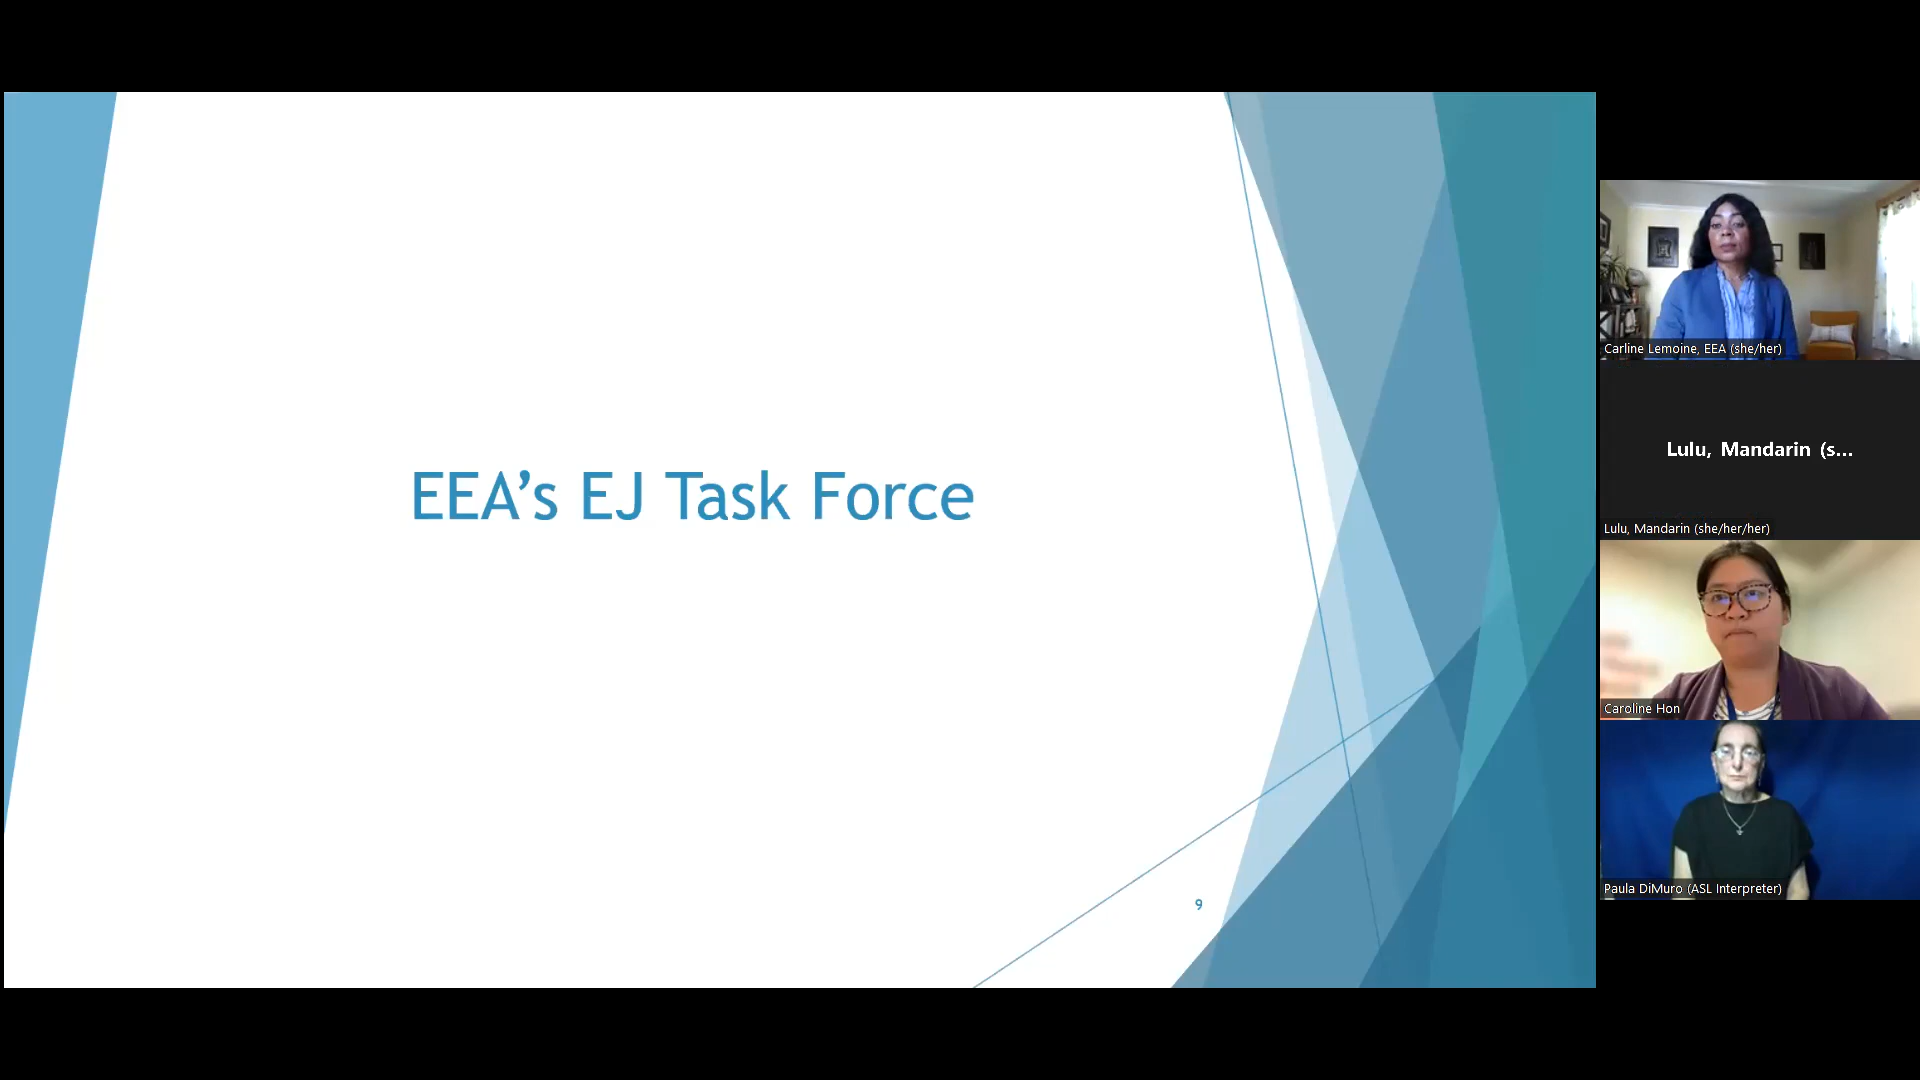 EEA’s EJ Task Force
9
Carline Lemoine, EEA (she/her)
Lulu, Mandarin (s...
Lulu, Mandarin (she/her/her)
Caroline Hon
Paula DiMuro (ASL Interpreter)